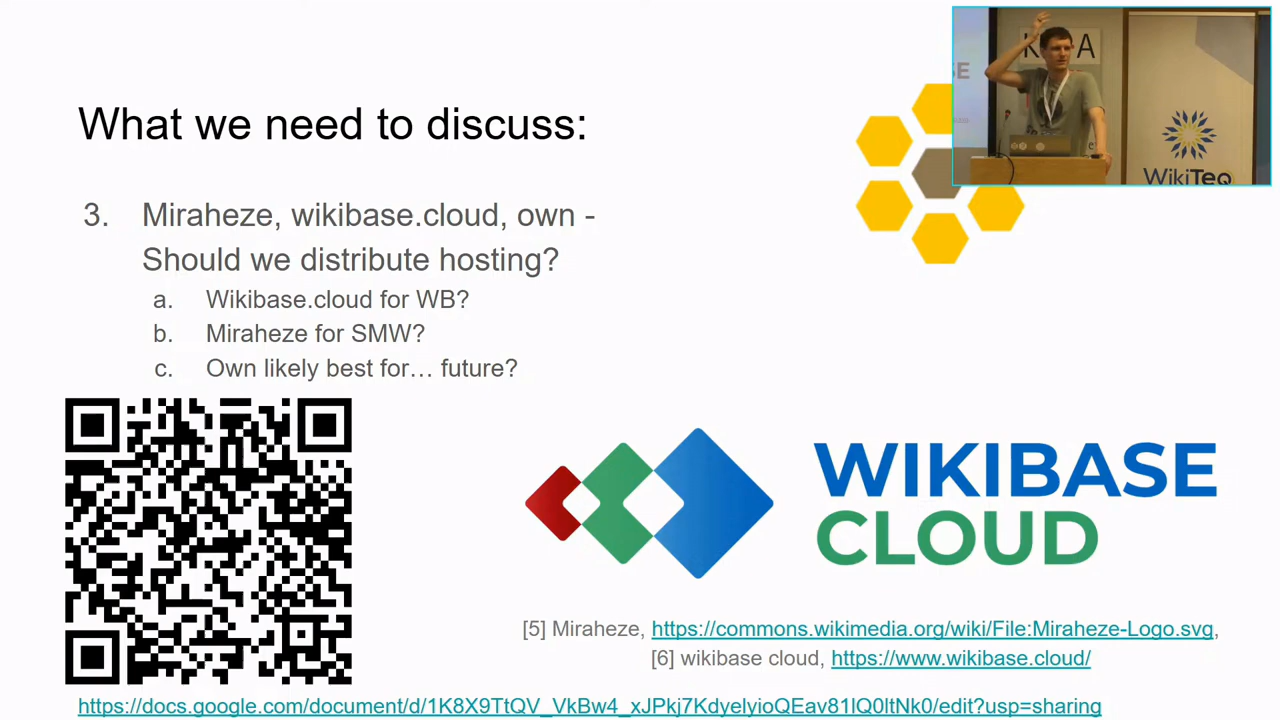 What we need to discuss:
3. Miraheze, wikibase.cloud, own -
Should we distribute hosting?
a. Wikibase.cloud for WB?
b. Miraheze for SMW?
c. Own likely best for… future?
WikiTeq
WIKIBASE
CLOUD
[5] Miraheze, https://commons.wikimedia.org/wiki/File:Miraheze-Logo.svg,
[6] wikibase cloud, https://www.wikibase.cloud/
https://docs.google.com/document/d/1K8X9TtQV_VkBw4_xJPkj7KdyelyioQEav81lQ0ltNk0/edit?usp=sharing